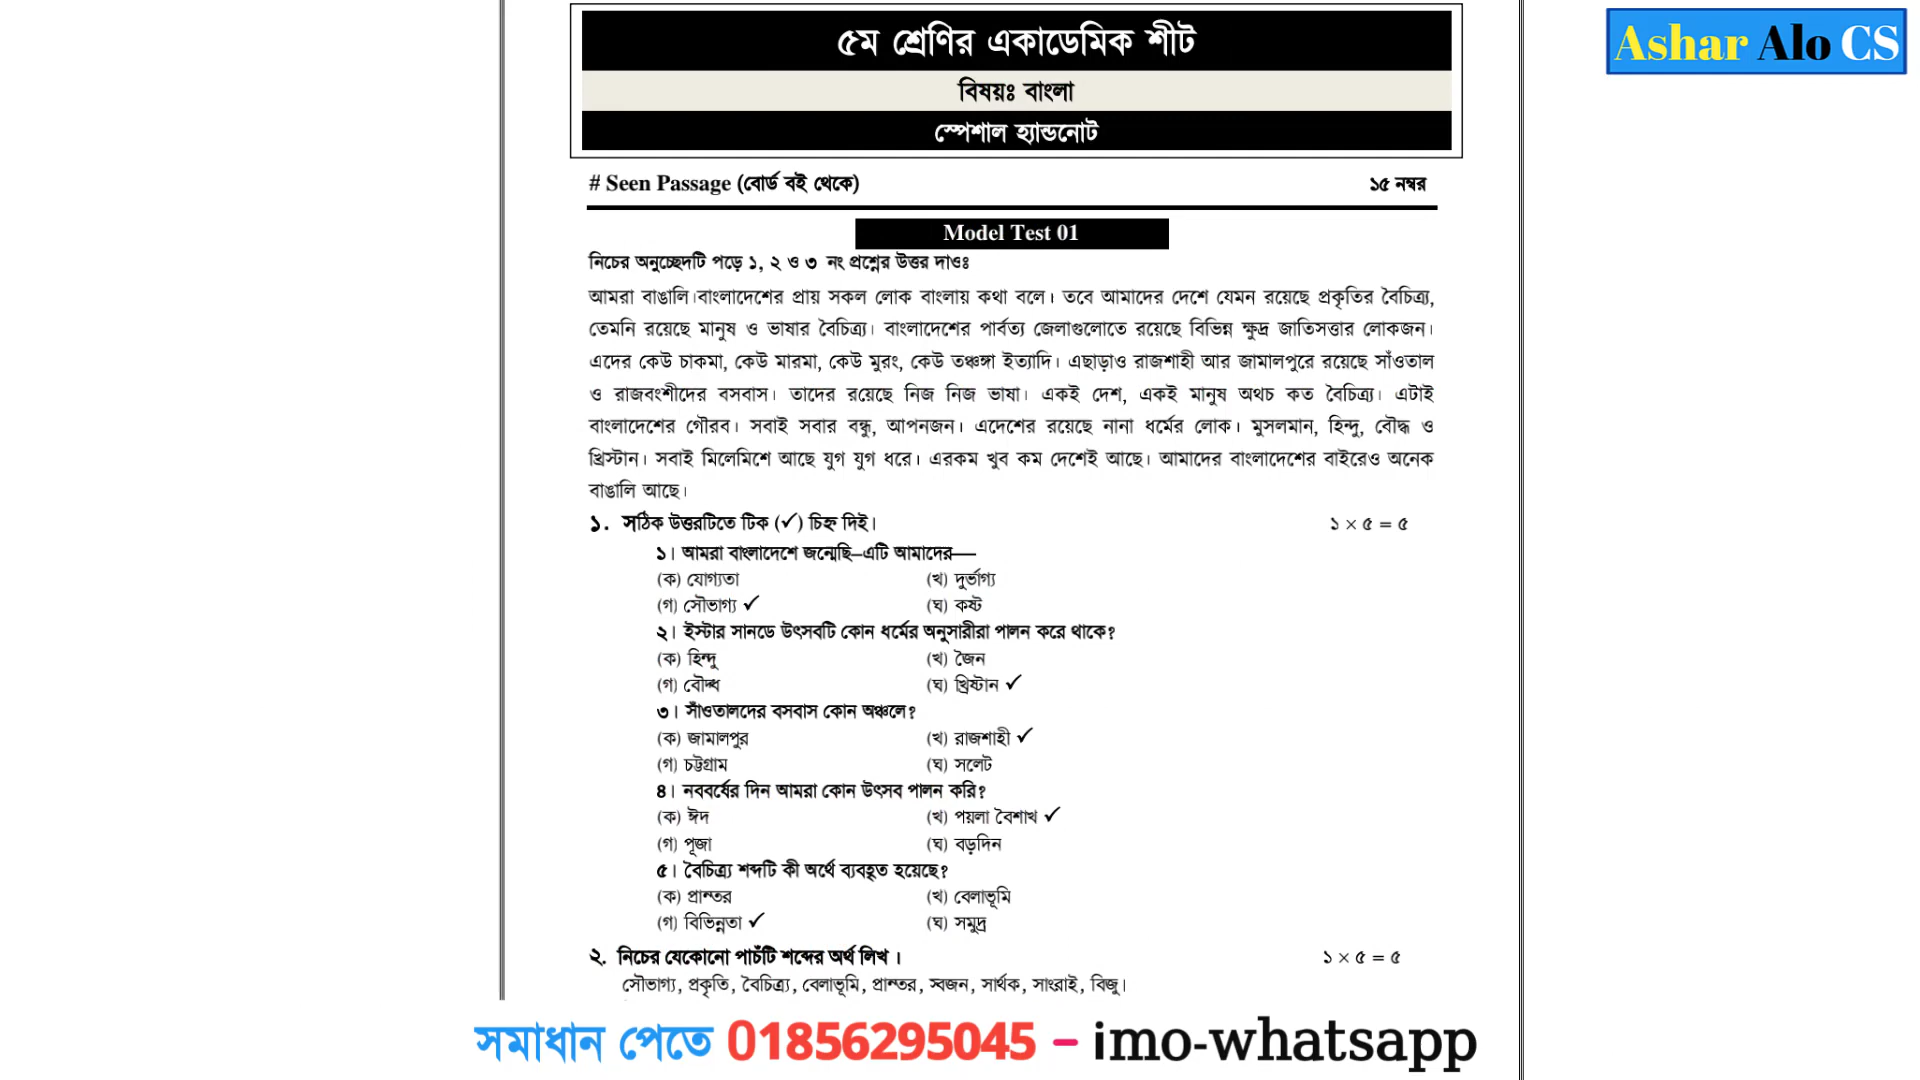 ৫ম শ্রেণির একাডেমিক শীট
Ashar Alo CS
বিষয়ঃ বাংলা
স্পেশাল হ্যান্ডনোট
# Seen Passage (বোর্ড বই থেকে) ১৫ নম্বর
Model Test 01
নিচের অনুচ্ছেদটি পড়ে ১, ২ ও ৩ নং প্রশ্নের উত্তর দাওঃ
আমরা বাঙালি।বাংলাদেশের প্রায় সকল লোক বাংলায় কথা বলে। তবে আমাদের দেশে যেমন রয়েছে প্রকৃতির বৈচিত্র্য,
তেমনি রয়েছে মানুষ ও ভাষার বৈচিত্র্য। বাংলাদেশের পার্বত্য জেলাগুলোতে রয়েছে বিভিন্ন ক্ষুদ্র জাতিসত্তার লোকজন।
এদের কেউ চাকমা, কেউ মারমা, কেউ মুরং, কেউ তঞ্চঙ্গা ইত্যাদি। এছাড়াও রাজশাহী আর জামালপুরে রয়েছে সাঁওতাল
ও রাজবংশীদের বসবাস। তাদের রয়েছে নিজ নিজ ভাষা। একই দেশ, একই মানুষ অথচ কত বৈচিত্র্য। এটাই
বাংলাদেশের গৌরব। সবাই সবার বন্ধু, আপনজন। এদেশের রয়েছে নানা ধর্মের লোক। মুসলমান, হিন্দু, বৌদ্ধ ও
খ্রিস্টান। সবাই মিলেমিশে আছে যুগ যুগ ধরে। এরকম খুব কম দেশেই আছে। আমাদের বাংলাদেশের বাইরেও অনেক
বাঙালি আছে।
১. সঠিক উত্তরটিতে টিক (✓) চিহ্ন দিই। ১ × ৫ = ৫
১। আমরা বাংলাদেশে জন্মেছি–এটি আমাদের—
(ক) যোগ্যতা (খ) দুর্ভাগ্য
(গ) সৌভাগ্য ✓ (ঘ) কষ্ট
২। ইস্টার সানডে উৎসবটি কোন ধর্মের অনুসারীরা পালন করে থাকে?
(ক) হিন্দু (খ) জৈন
(গ) বৌদ্ধ (ঘ) খ্রিষ্টান ✓
৩। সাঁওতালদের বসবাস কোন অঞ্চলে?
(ক) জামালপুর (খ) রাজশাহী ✓
(গ) চট্টগ্রাম (ঘ) সলেট
৪। নববর্ষের দিন আমরা কোন উৎসব পালন করি?
(ক) ঈদ (খ) পয়লা বৈশাখ ✓
(গ) পূজা (ঘ) বড়দিন
৫। বৈচিত্র্য শব্দটি কী অর্থে ব্যবহূত হয়েছে?
(ক) প্রান্তর (খ) বেলাভূমি
(গ) বিভিন্নতা ✓ (ঘ) সমুদ্র
২. নিচের যেকোনো পাচঁটি শব্দের অর্থ লিখ । ১ × ৫ = ৫
সৌভাগ্য, প্রকৃতি, বৈচিত্র্য, বেলাভূমি, প্রান্তর, স্বজন, সার্থক, সাংরাই, বিজু।
সমাধান পেতে 01856295045 – imo-whatsapp